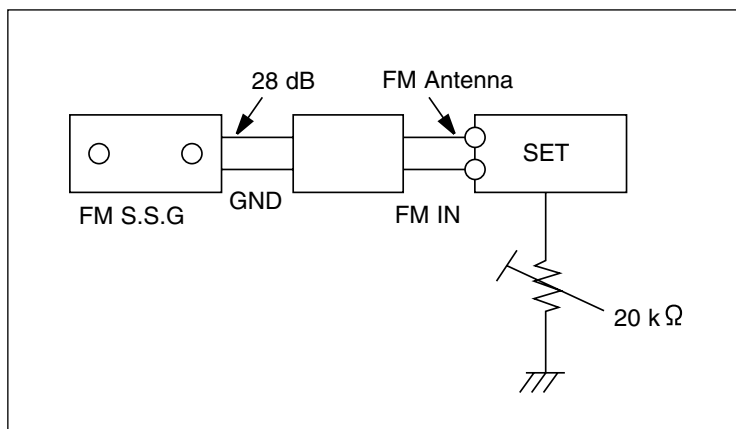 28 dB
FM Antenna
SET
FM S.S.G
GND
FM IN
20 kΩ